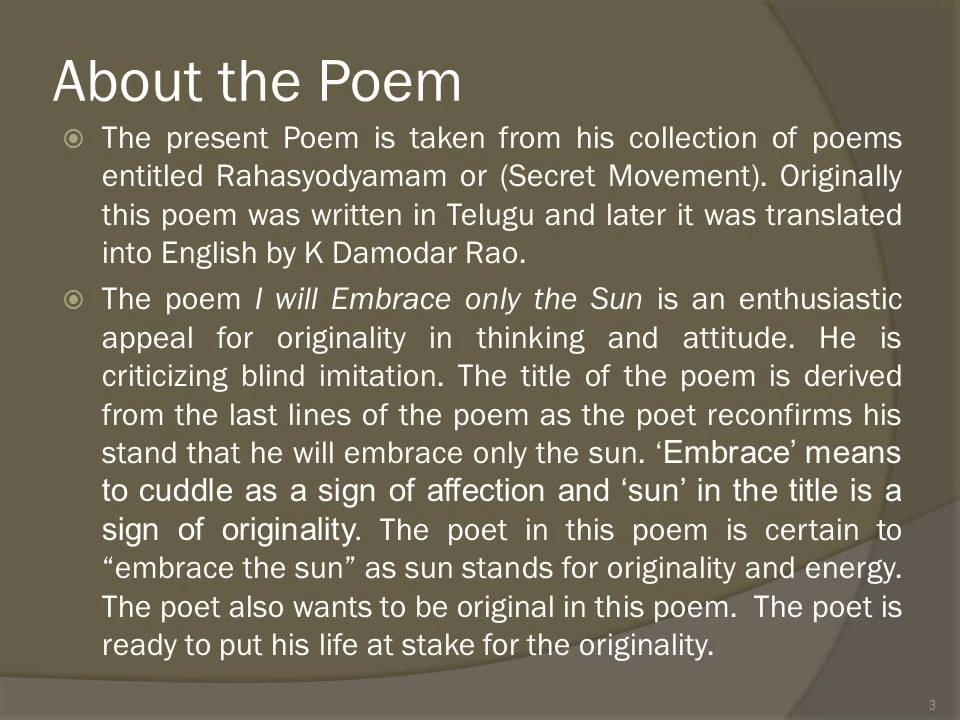 About the Poem
The present Poem is taken from his collection of poems
entitled Rahasyodyamam or (Secret Movement). Originally
this poem was written in Telugu and later it was translated
into English by K Damodar Rao.
The poem I will Embrace only the Sun is an enthusiastic
appeal for originality in thinking and attitude. He is
criticizing blind imitation. The title of the poem is derived
from the last lines of the poem as the poet reconfirms his
stand that he will embrace only the sun. ‘Embrace’ means
to cuddle as a sign of affection and ‘sun’ in the title is a
sign of originality. The poet in this poem is certain to
“embrace the sun” as sun stands for originality and energy.
The poet also wants to be original in this poem.  The poet is
ready to put his life at stake for the originality.
3